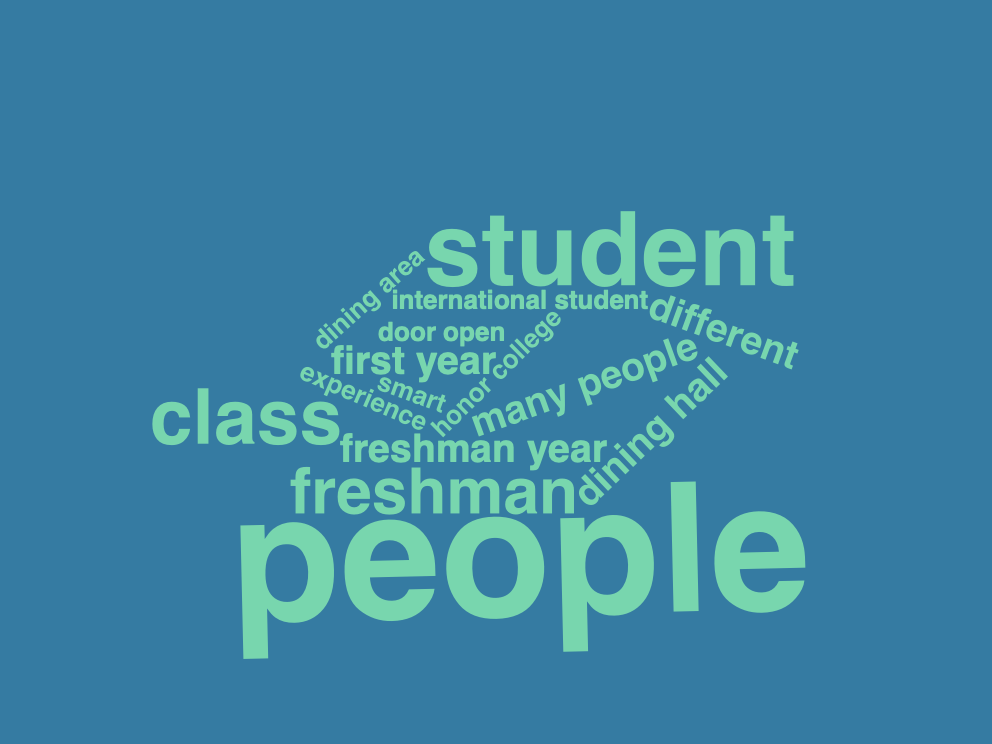 student
dining area
international student
different
door open
first year
honor college
many people
experience
smart
dining hall
class
freshman year
freshman
people